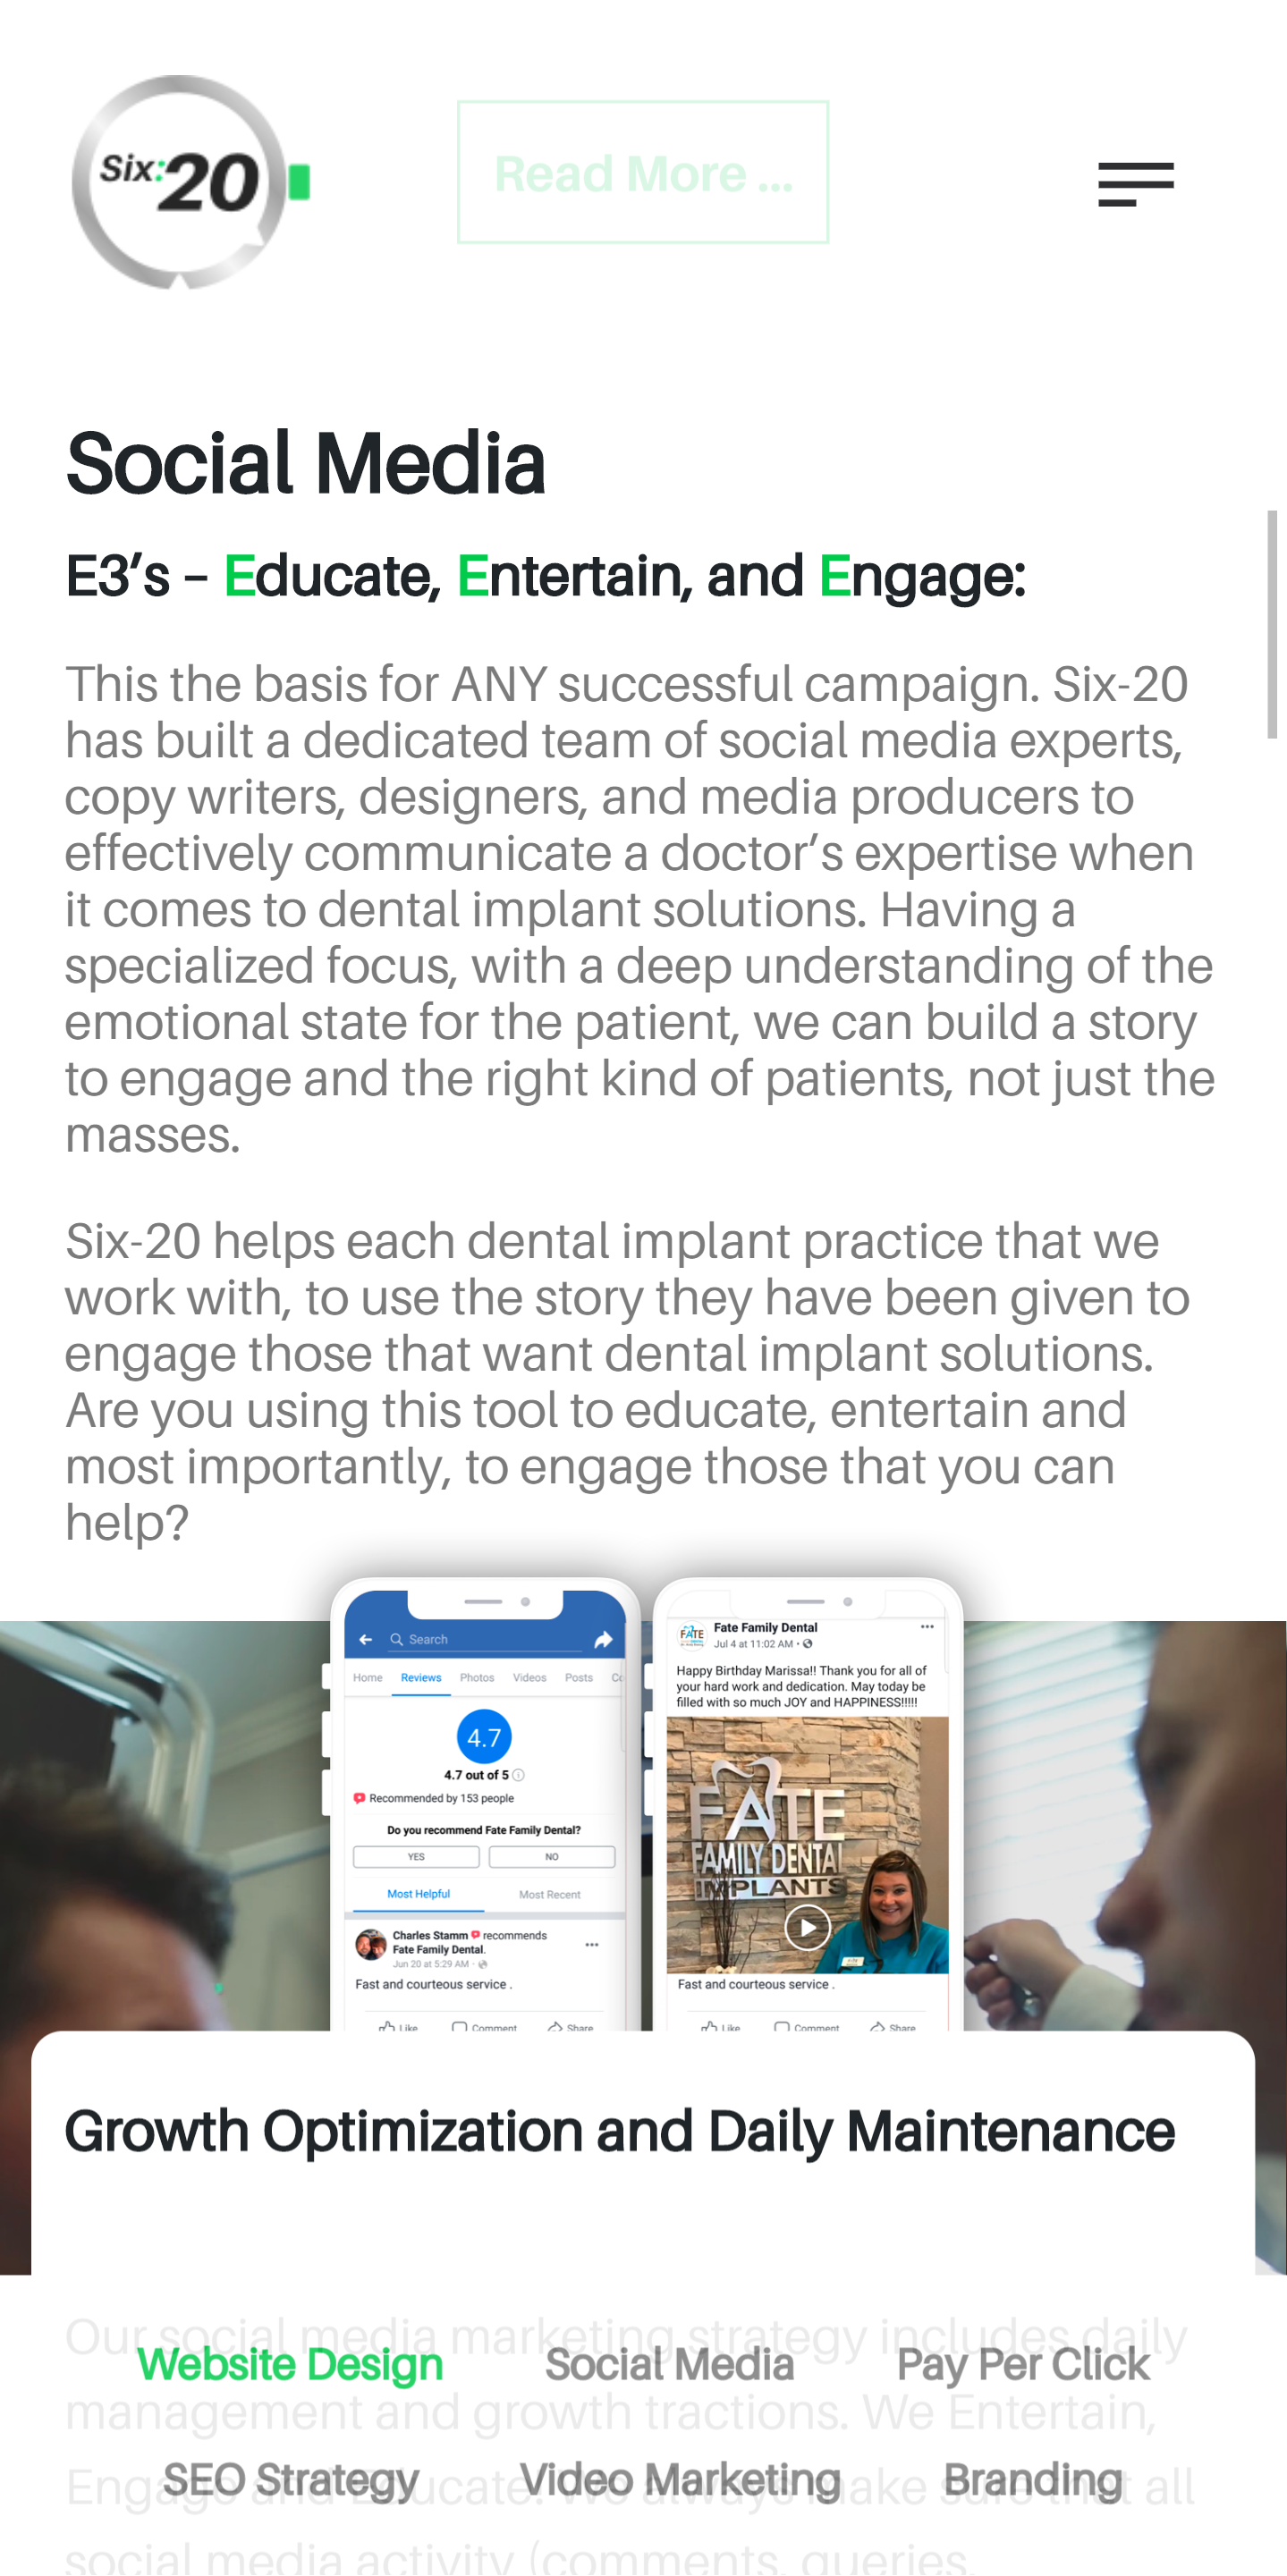 Six:20
Read More ...
Social Media
E3’s – Educate, Entertain, and Engage:
This the basis for ANY successful campaign. Six-20
has built a dedicated team of social media experts,
copy writers, designers, and media producers to
effectively communicate a doctor’s expertise when
it comes to dental implant solutions. Having a
specialized focus, with a deep understanding of the
emotional state for the patient, we can build a story
to engage and the right kind of patients, not just the
masses.
Six-20 helps each dental implant practice that we
work with, to use the story they have been given to
engage those that want dental implant solutions.
Are you using this tool to educate, entertain and
most importantly, to engage those that you can
help?
Search
Home Reviews Photos Videos Posts
4.7
4.7 out of 5
Recommended by 153 people
Do you recommend Fate Family Dental?
YES NO
Most Helpful Most Recent
Charles Stamm recommends
Fate Family Dental.
Jun 20 at 5:29 AM
Fast and courteous service .
Like Comment Share
FATE
Fate Family Dental
Jul 4 at 11:02 AM
Happy Birthday Marissa!! Thank you for all of
your hard work and dedication. May today be
filled with so much JOY and HAPPINESS!!!!!
FATE
FAMILY DENTAL
IMPLANTS
Fast and courteous service .
Like Comment Share
Growth Optimization and Daily Maintenance
Our social media marketing strategy includes daily
Website Design Social Media Pay Per Click
management and growth tractions. We Entertain,
SEO Strategy Video Marketing Branding
Engage and Educate. We always make sure that all
social media activity (comments, queries,